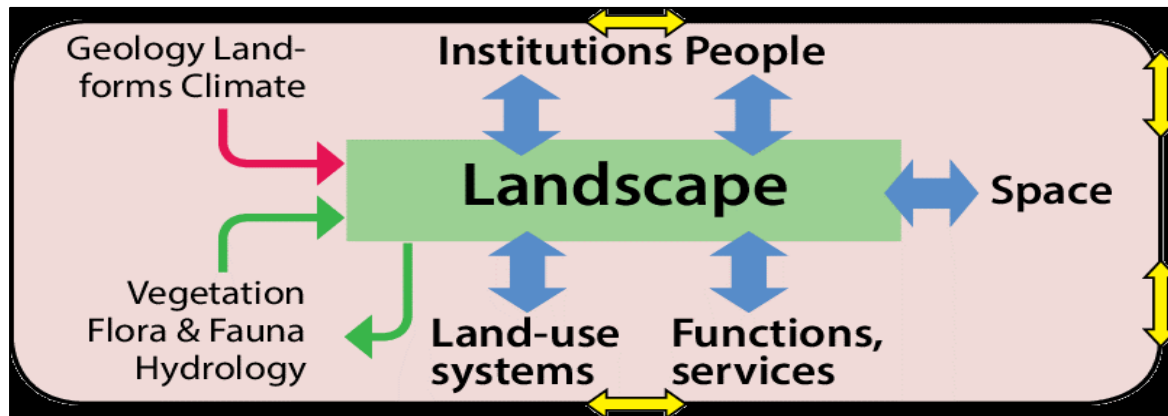 Geology Land-
forms Climate
Institutions People
Landscape
Space
Vegetation
Flora & Fauna
Hydrology
Land-use
systems
Functions,
services